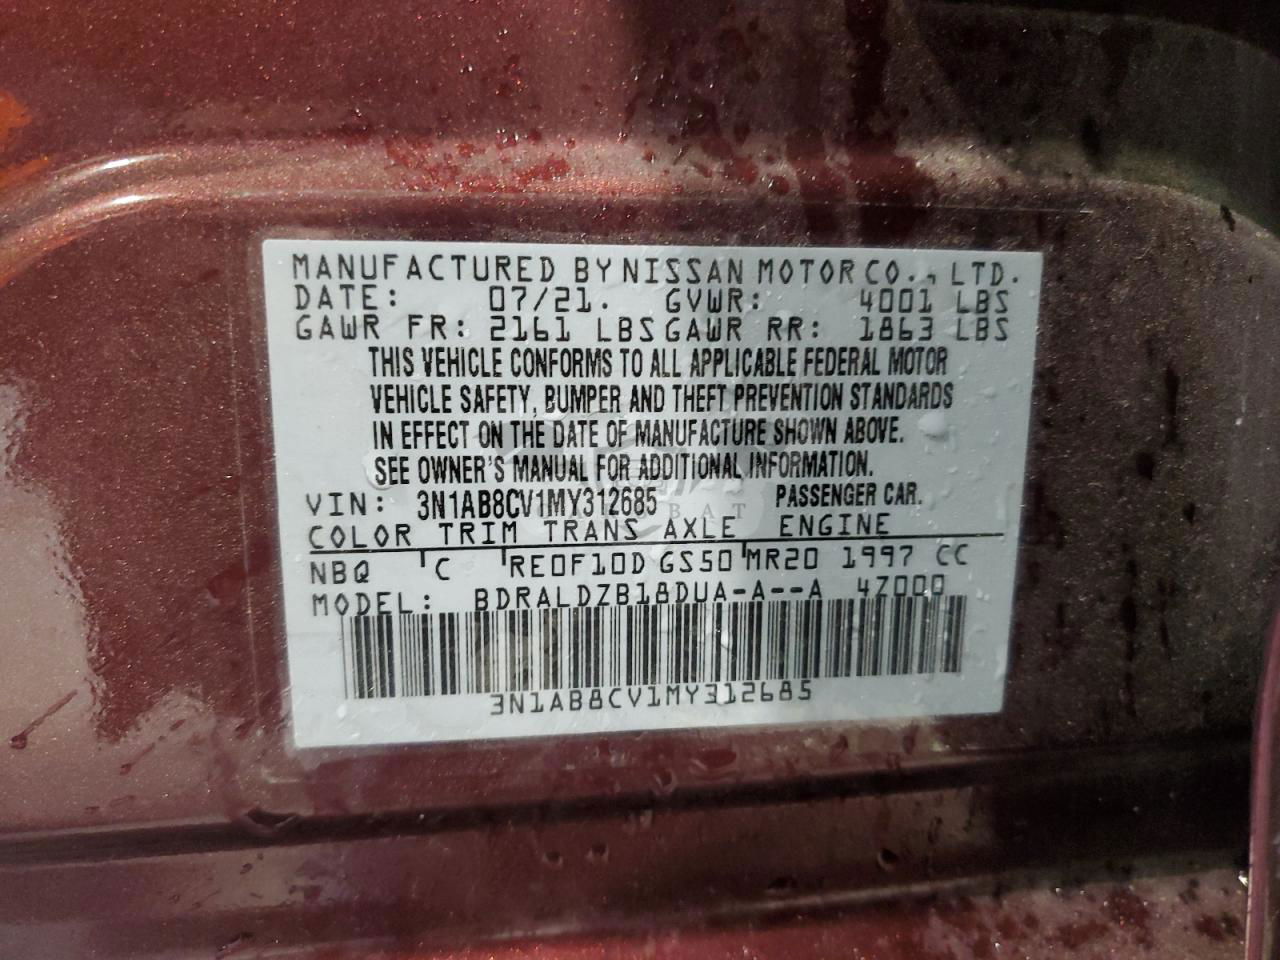 MANUFACTURED BY NISSAN MOTOR CO., LTD.
DATE: 07/21. GVWR: 4001 LBS
GAWR FR: 2161 LBS GAWR RR: 1863 LBS
THIS VEHICLE CONFORMS TO ALL APPLICABLE FEDERAL MOTOR
VEHICLE SAFETY, BUMPER AND THEFT PREVENTION STANDARDS
IN EFFECT ON THE DATE OF MANUFACTURE SHOWN ABOVE.
SEE OWNER'S MANUAL FOR ADDITIONAL INFORMATION.
VIN: 3N1AB8CV1MY312685 PASSENGER CAR.
COLOR TRIM TRANS AXLE ENGINE
NBQ C RE0F10D GS50 MR20 1997 CC
MODEL: BDRALDZB18DUA-A--A 4Z000
3N1AB8CV1MY312685